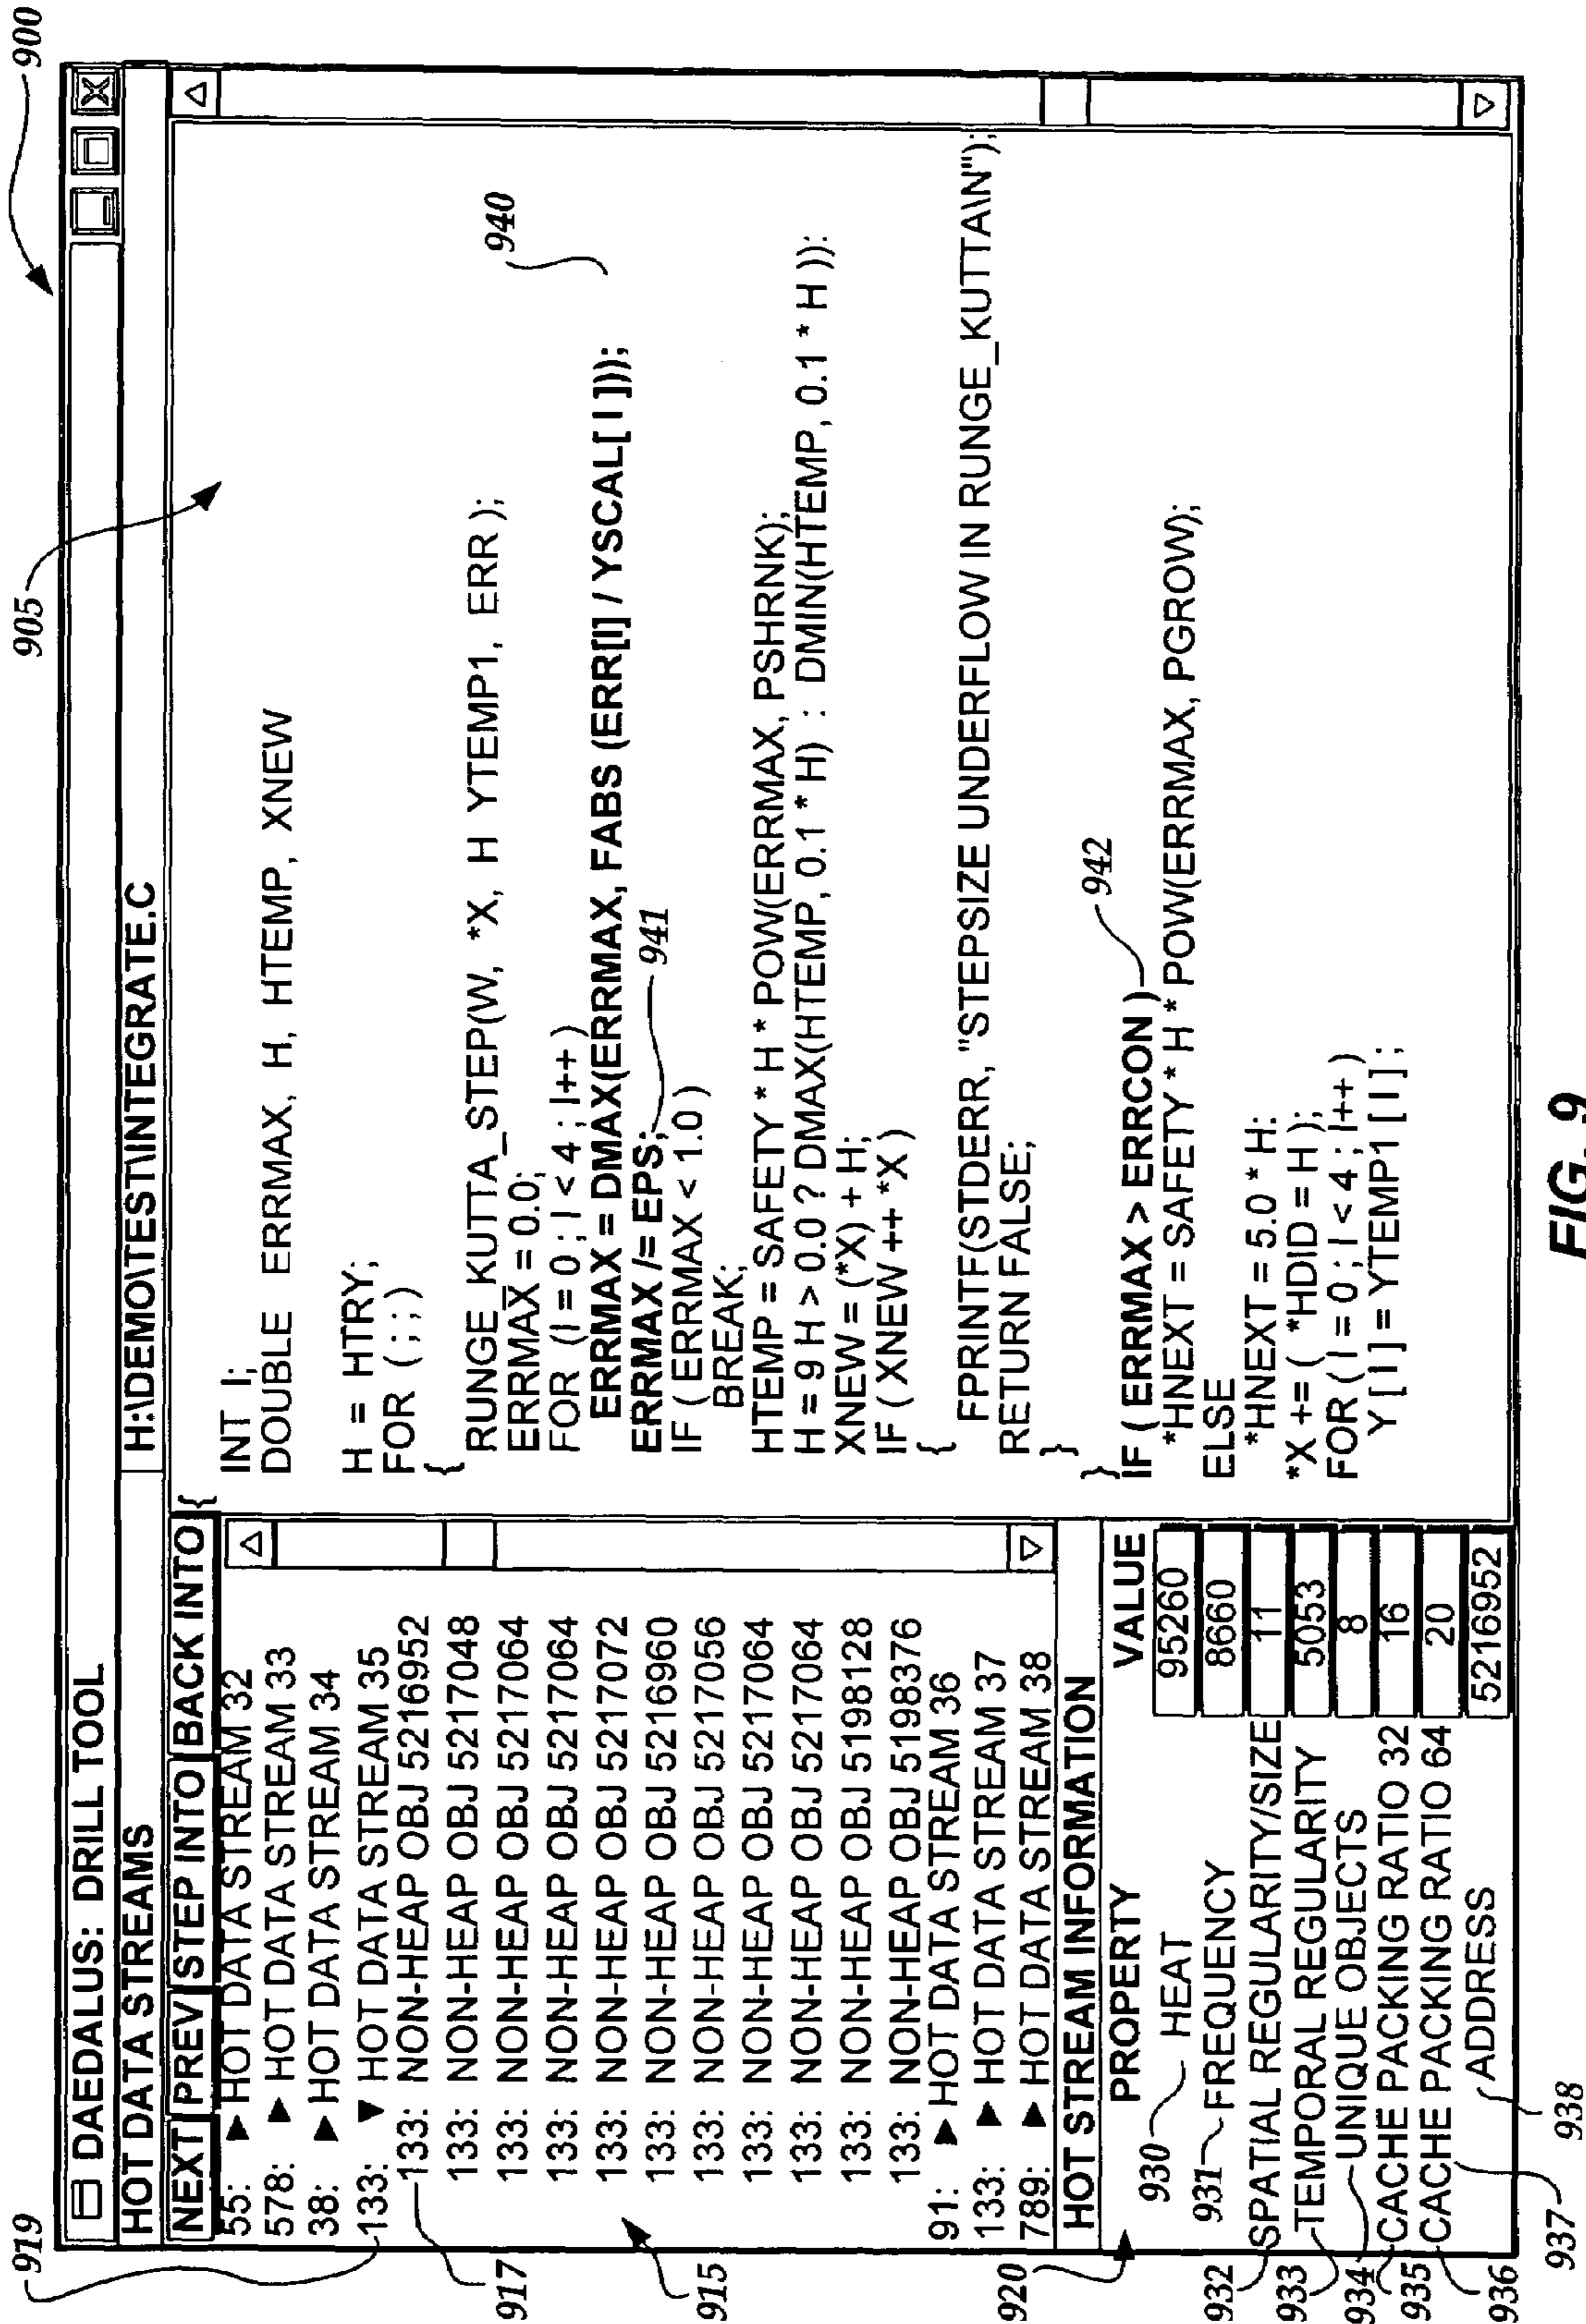 900
905
919
DAEDALUS: DRILL TOOL
HOT DATA STREAMS
H:\DEMO\TEST\INTEGRATE.C
NEXT PREV STEP INTO BACK INTO
55: ▶ HOT DATA STREAM 32
578: ▶ HOT DATA STREAM 33
38: ▶ HOT DATA STREAM 34
133: ▼ HOT DATA STREAM 35
133: NON-HEAP OBJ 5216952
133: NON-HEAP OBJ 5217048
133: NON-HEAP OBJ 5217064
133: NON-HEAP OBJ 5217064
133: NON-HEAP OBJ 5217072
133: NON-HEAP OBJ 5216960
133: NON-HEAP OBJ 5217056
133: NON-HEAP OBJ 5217064
133: NON-HEAP OBJ 5217064
133: NON-HEAP OBJ 5198128
133: NON-HEAP OBJ 5198376
91: ▶ HOT DATA STREAM 36
133: ▶ HOT DATA STREAM 37
789: ▶ HOT DATA STREAM 38
917
915
920
HOT STREAM INFORMATION
PROPERTY VALUE
930 HEAT 95260
931 FREQUENCY 8660
932 SPATIAL REGULARITY/SIZE 11
933 TEMPORAL REGULARITY 5053
934 UNIQUE OBJECTS 8
935 CACHE PACKING RATIO 32 16
936 CACHE PACKING RATIO 64 20
ADDRESS 5216952
937
938
{
INT I;
DOUBLE ERRMAX, H, HTEMP, XNEW
H = HTRY;
FOR ( ; ; )
{
RUNGE_KUTTA_STEP(W, *X, H YTEMP1, ERR );
ERRMAX = 0.0;
FOR (I = 0 ; I < 4 ; I++ )
ERRMAX = DMAX(ERRMAX, FABS (ERR[I] / YSCAL[ I ]));
940
ERRMAX /= EPS;
941
IF ( ERRMAX < 1.0 )
BREAK;
HTEMP = SAFETY * H * POW(ERRMAX, PSHRNK);
H = 9 H > 0.0 ? DMAX(HTEMP, 0.1 * H) : DMIN(HTEMP, 0.1 * H ));
XNEW = (*X) + H;
IF ( XNEW ++ *X )
{
FPRINTF(STDERR, "STEPSIZE UNDERFLOW IN RUNGE_KUTTA\N");
RETURN FALSE;
}
}
IF ( ERRMAX > ERRCON )
942
*HNEXT = SAFETY * H * POW(ERRMAX, PGROW);
ELSE
*HNEXT = 5.0 * H:
*X += ( *HDID = H );
FOR ( I = 0 ; I < 4 ; I++ )
Y [ I ] = YTEMP1 [ I ] ;
FIG. 9